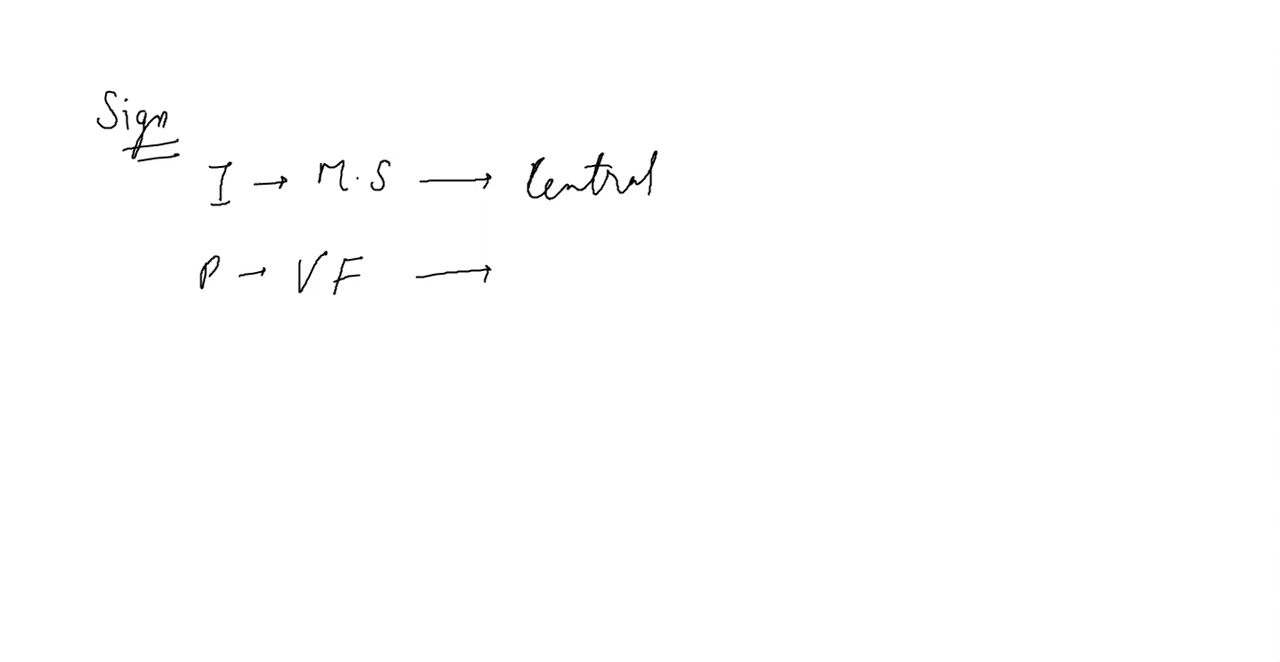 Sign
I → M.S → Central
P → VF →